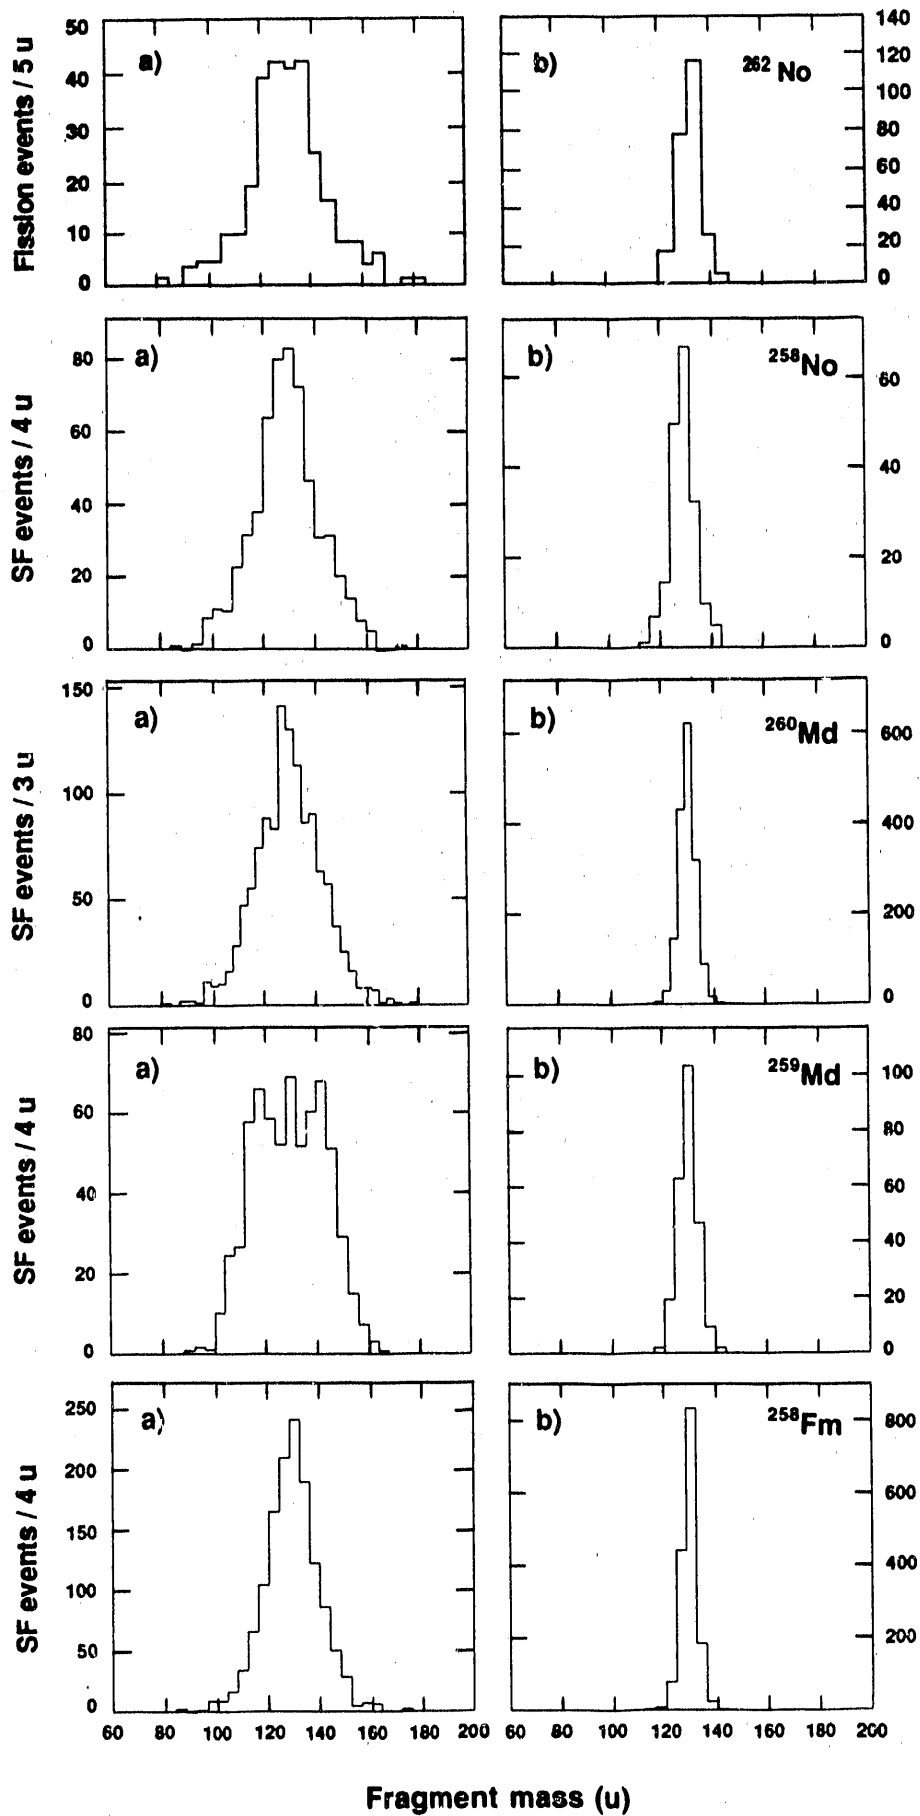 Fission events / 5 u
50
40
30
20
10
0
a)
b)
262 No
140
120
100
80
60
40
20
0
SF events / 4 u
80
60
40
20
0
a)
b)
258No
60
40
20
0
SF events / 3 u
150
100
50
0
a)
b)
260Md
600
400
200
0
SF events / 4 u
80
60
40
20
0
a)
b)
259Md
100
80
60
40
20
0
SF events / 4 u
250
200
150
100
50
0
a)
b)
258Fm
800
600
400
200
60 80 100 120 140 160 180 200
60 80 100 120 140 160 180 200
Fragment mass (u)